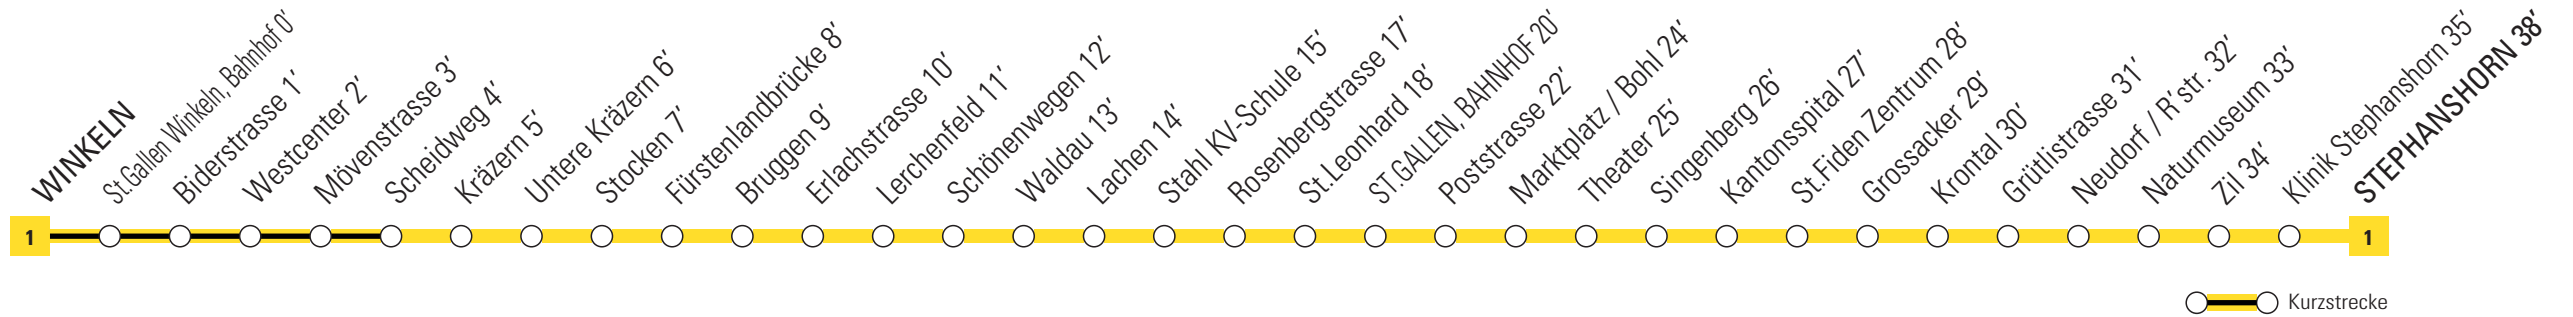 WINKELN
St.Gallen Winkeln, Bahnhof 0'
Biderstrasse 1'
Westcenter 2'
Mövenstrasse 3'
Scheidweg 4'
Kräzern 5'
Untere Kräzern 6'
Stocken 7'
Fürstenlandbrücke 8'
Bruggen 9'
Erlachstrasse 10'
Lerchenfeld 11'
Schönenwegen 12'
Waldau 13'
Lachen 14'
Stahl KV-Schule 15'
Rosenbergstrasse 17'
St.Leonhard 18'
ST.GALLEN, BAHNHOF 20'
Poststrasse 22'
Marktplatz / Bohl 24'
Theater 25'
Singenberg 26'
Kantonsspital 27'
St.Fiden Zentrum 28'
Grossacker 29'
Krontal 30'
Grütlistrasse 31'
Neudorf / R'str. 32'
Naturmuseum 33'
Zil 34'
Klinik Stephanshorn 35'
STEPHANSHORN 38'
1
1
Kurzstrecke